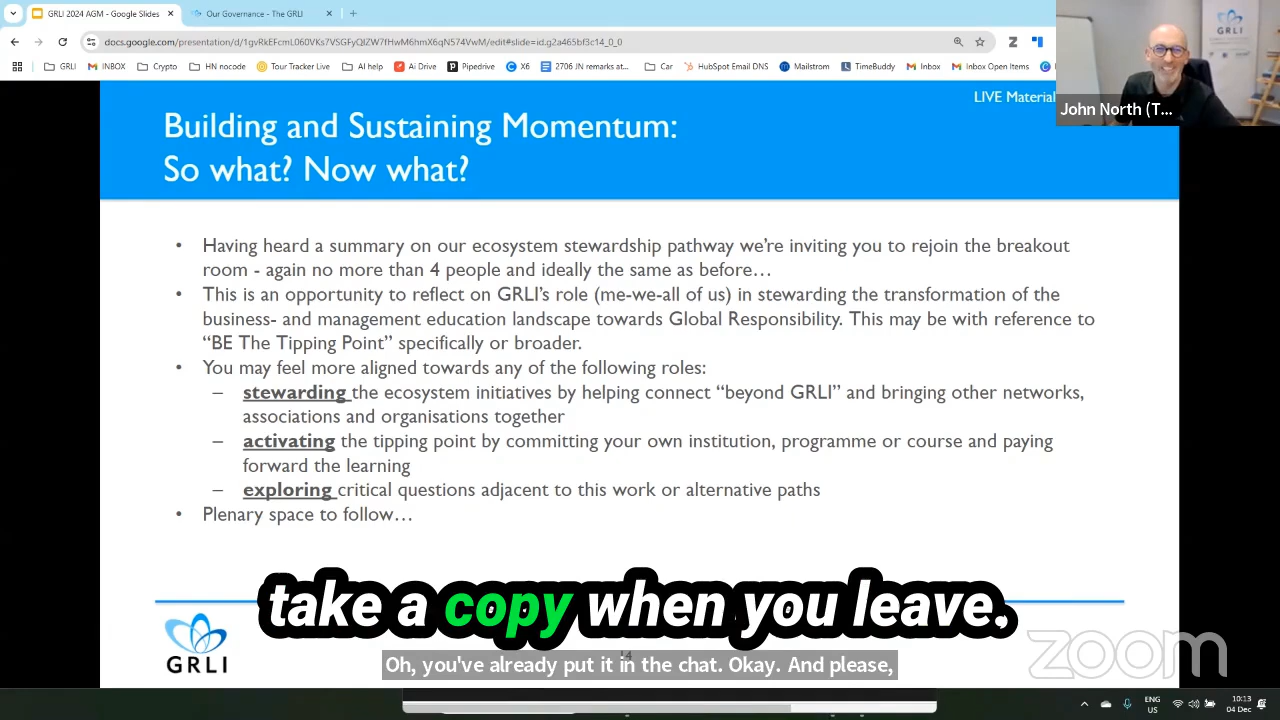 GRLI 2024 AGM - Google Slides
Our Governance - The GRLI
docs.google.com/presentation/d/1gvRkEFcmL060VKs7VSGFyQIZW7fHwM6hmX6qN574VwM/edit#slide=id.g2a465bf3c14_0_0
GRLI
INBOX
Crypto
HN nocode
Tour Tracker Live
AI help
Ai Drive
Pipedrive
X6
2706 JN remarks at...
Car
HubSpot Email DNS
Mailstrom
TimeBuddy
Inbox
Inbox Open Items
GRLI
John North (T...
LIVE Material
Building and Sustaining Momentum:
So what? Now what?
• Having heard a summary on our ecosystem stewardship pathway we’re inviting you to rejoin the breakout
room - again no more than 4 people and ideally the same as before…
• This is an opportunity to reflect on GRLI’s role (me-we-all of us) in stewarding the transformation of the
business- and management education landscape towards Global Responsibility. This may be with reference to
“BE The Tipping Point” specifically or broader.
• You may feel more aligned towards any of the following roles:
– stewarding the ecosystem initiatives by helping connect “beyond GRLI” and bringing other networks,
associations and organisations together
– activating the tipping point by committing your own institution, programme or course and paying
forward the learning
– exploring critical questions adjacent to this work or alternative paths
• Plenary space to follow…
take a copy when you leave.
GRLI
14
Oh, you've already put it in the chat. Okay. And please,
zoom
ENG
US
10:13
04 Dec